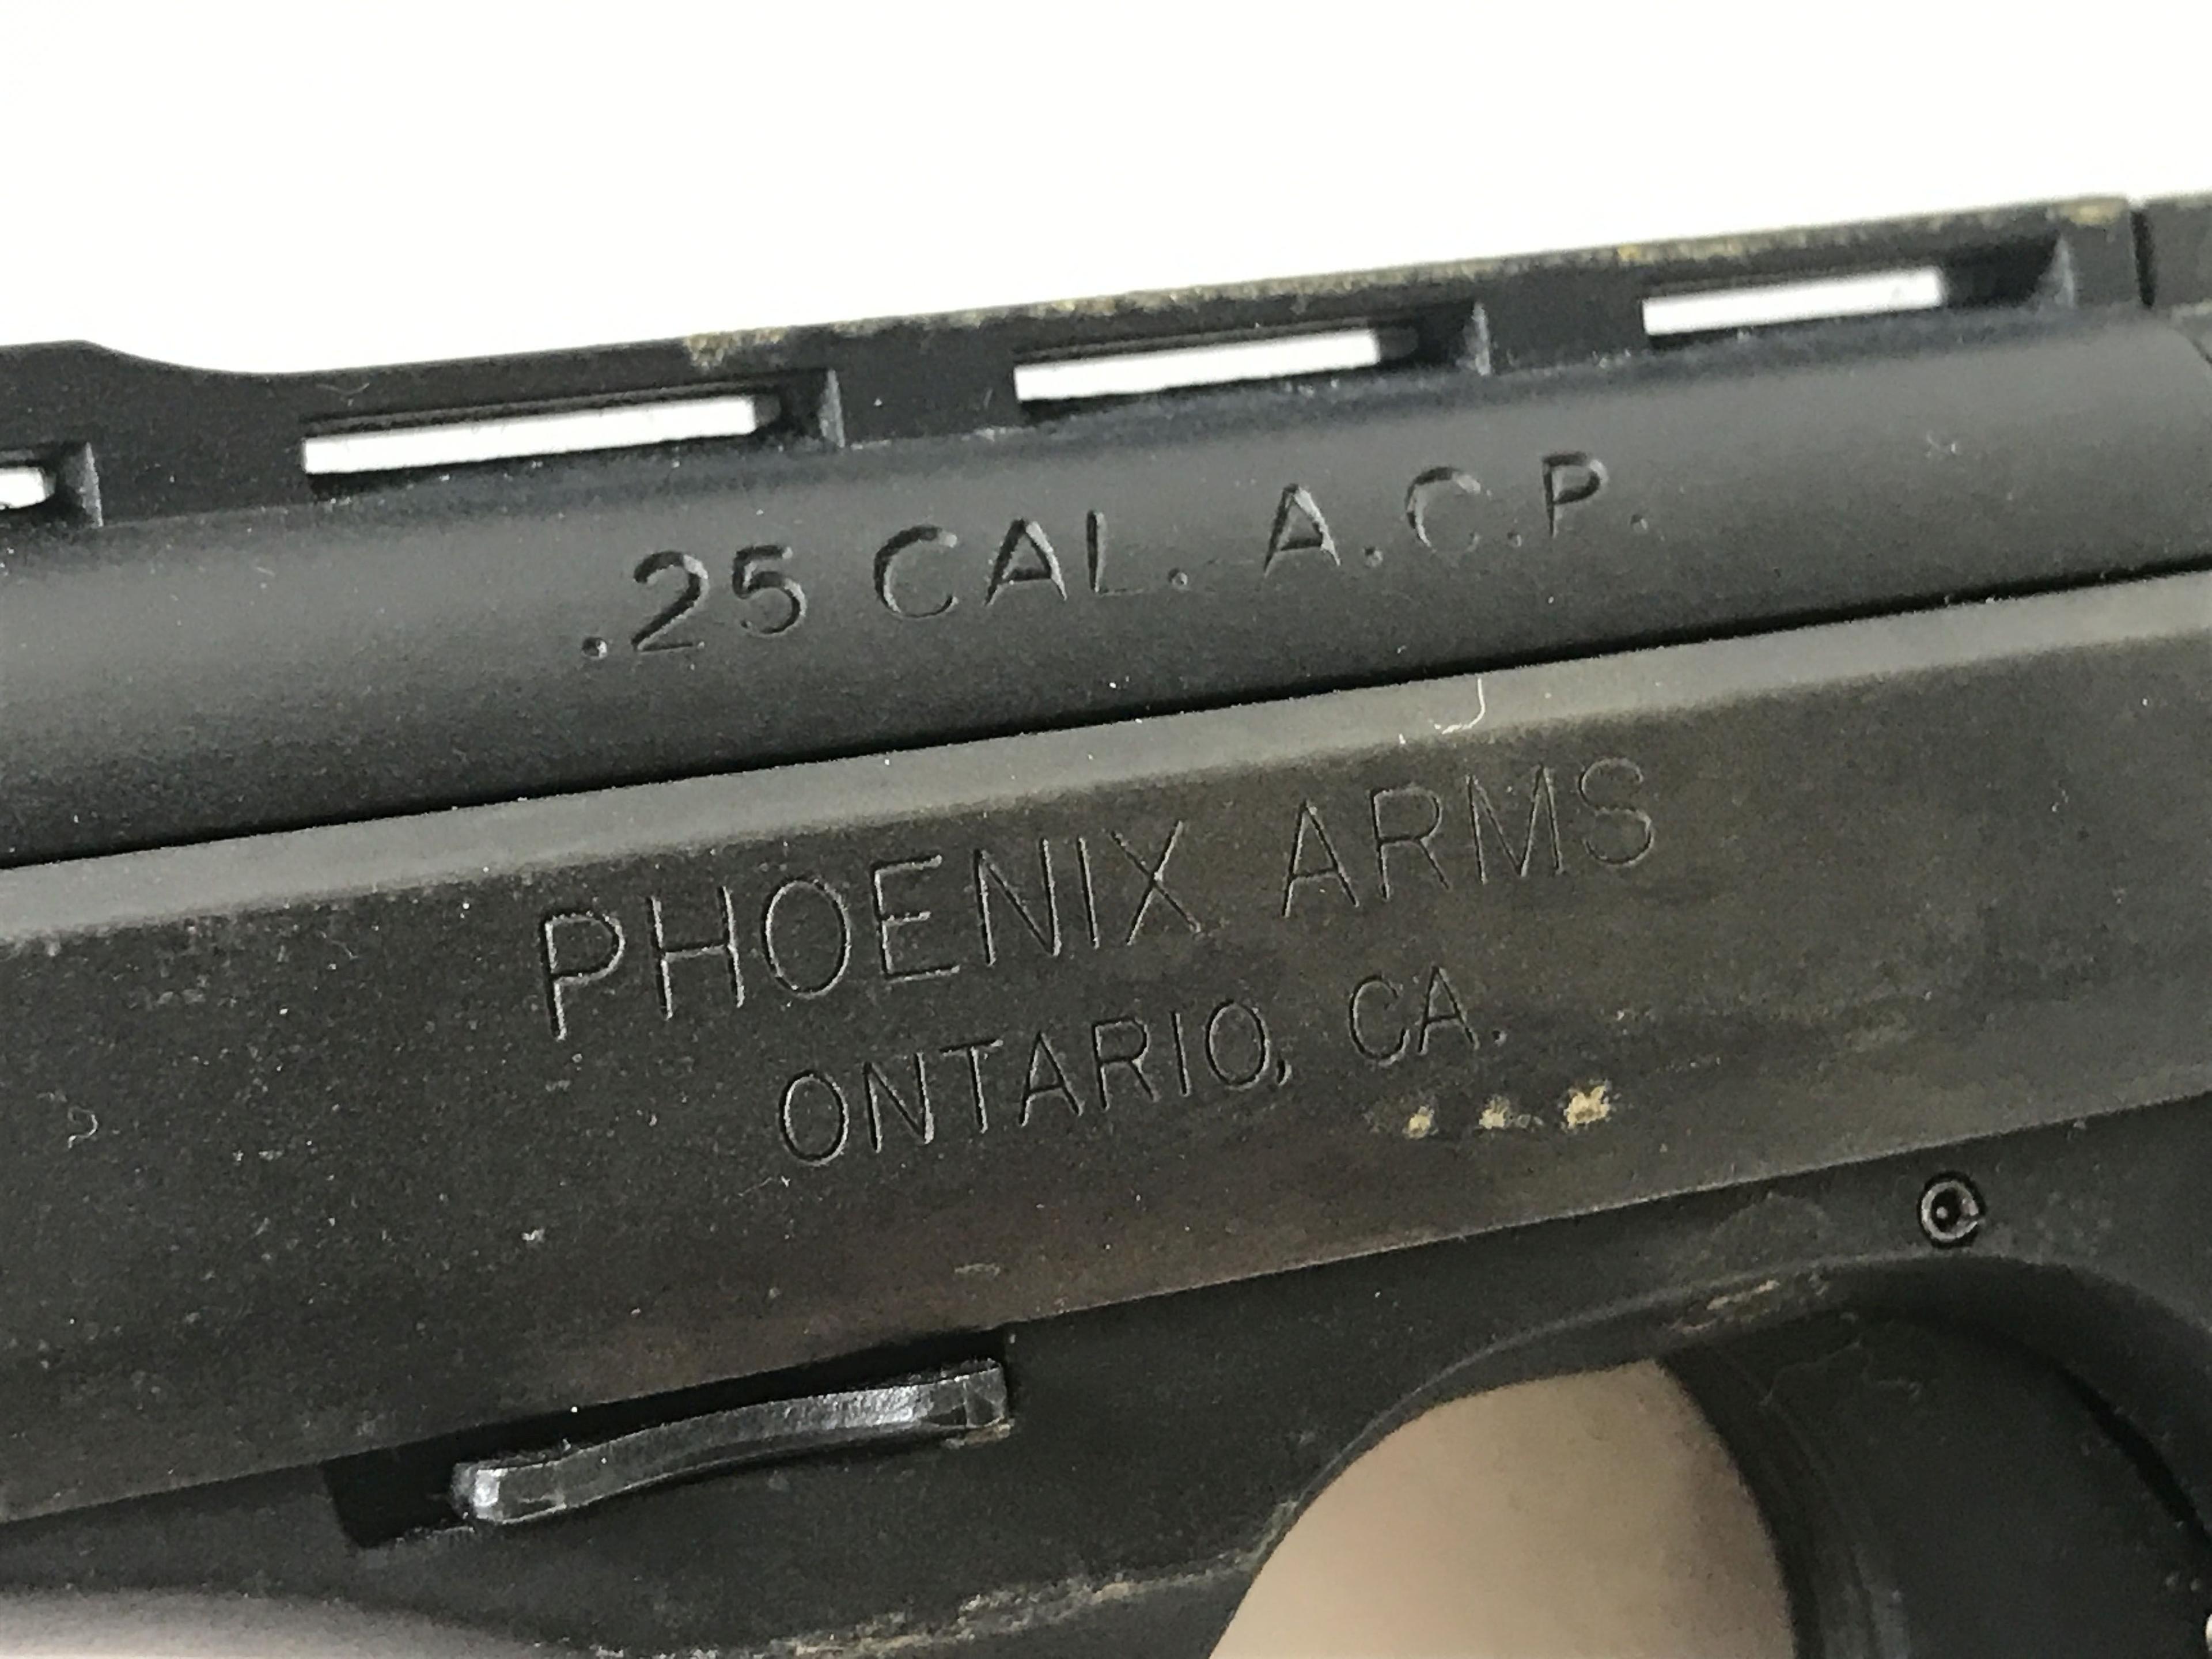 .25 CAL. A.C.P.
PHOENIX ARMS
ONTARIO, CA.